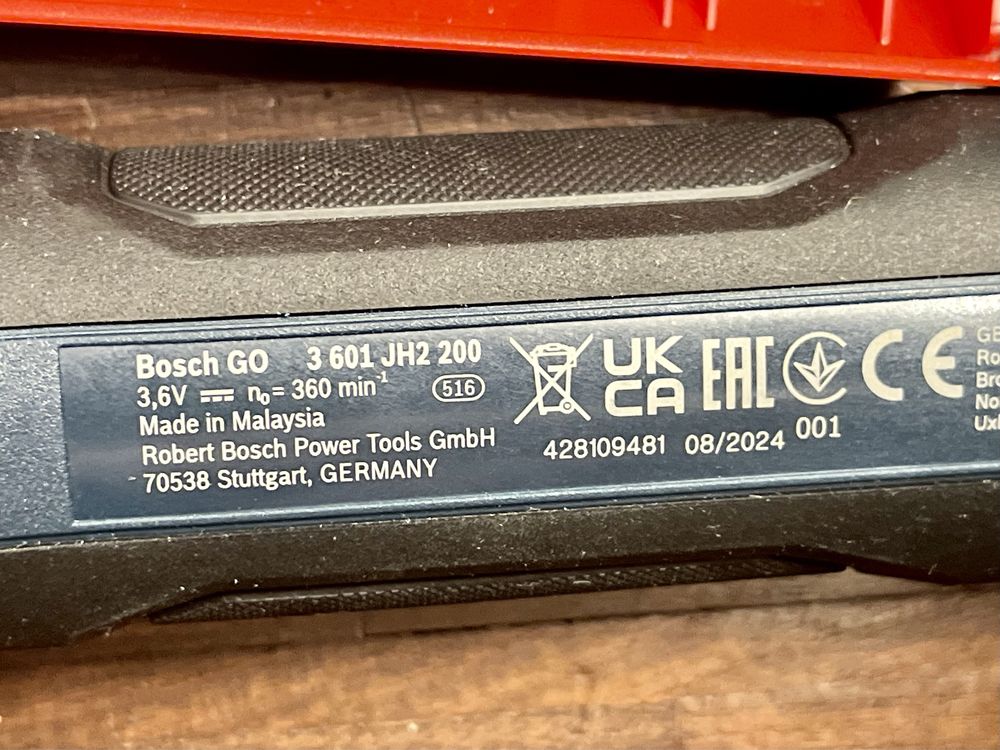 Bosch GO 3 601 JH2 200
3,6V ⎓ n₀= 360 min⁻¹ 516
Made in Malaysia
Robert Bosch Power Tools GmbH
70538 Stuttgart, GERMANY
UK
CA
EAC
CE
428109481 08/2024 001